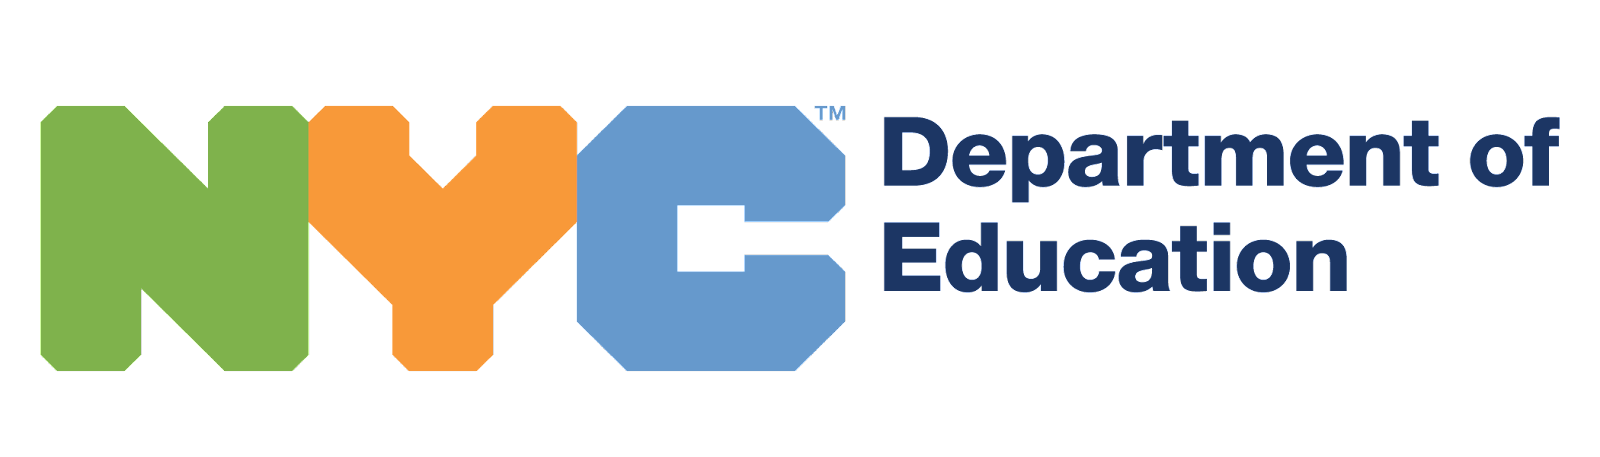 NYC™
Department of
Education